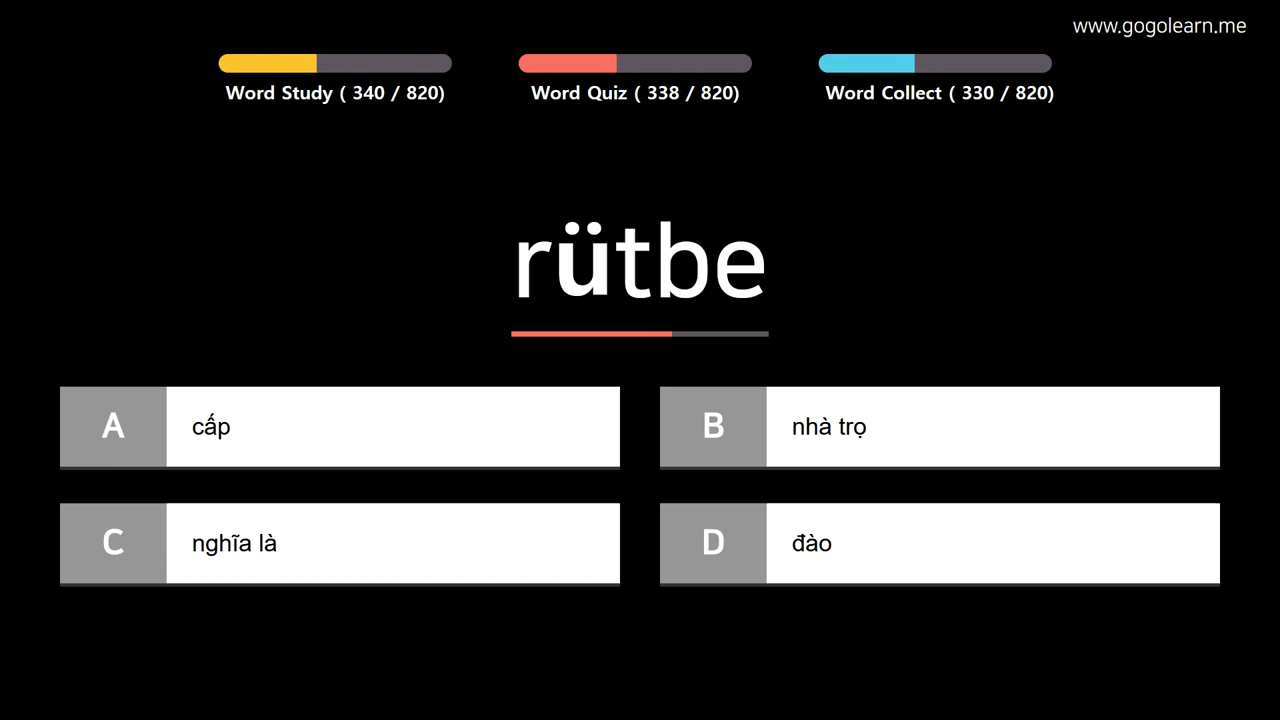 www.gogolearn.me
Word Study ( 340 / 820)
Word Quiz ( 338 / 820)
Word Collect ( 330 / 820)
rütbe
A cấp
B nhà trọ
C nghĩa là
D đào